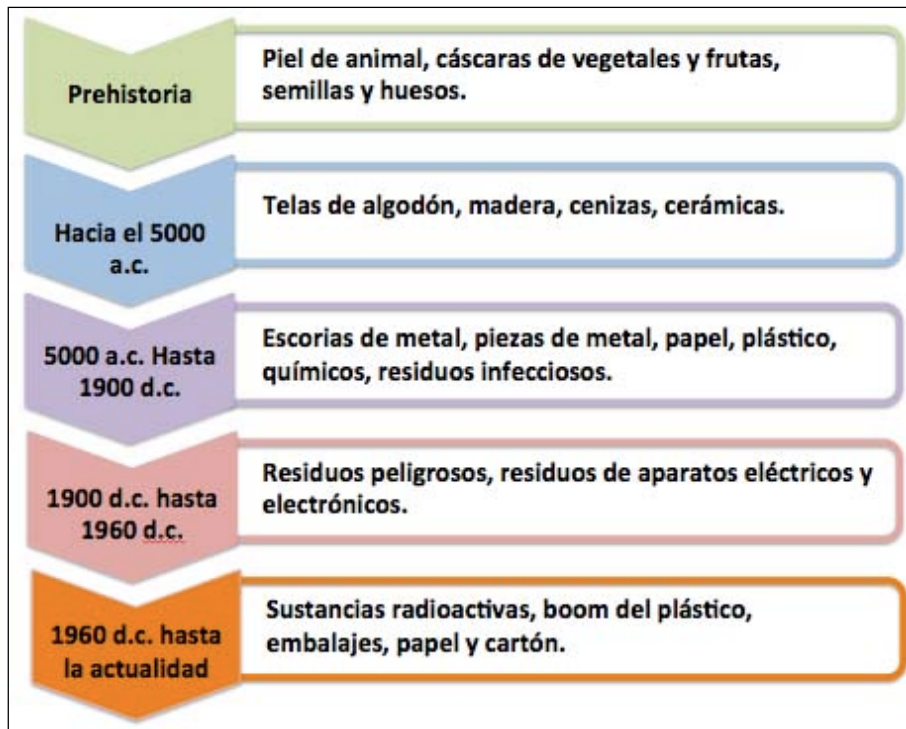 Prehistoria
Piel de animal, cáscaras de vegetales y frutas,
semillas y huesos.
Hacia el 5000
a.c.
Telas de algodón, madera, cenizas, cerámicas.
5000 a.c. Hasta
1900 d.c.
Escorias de metal, piezas de metal, papel, plástico,
químicos, residuos infecciosos.
1900 d.c. hasta
1960 d.c.
Residuos peligrosos, residuos de aparatos eléctricos y
electrónicos.
1960 d.c. hasta
la actualidad
Sustancias radioactivas, boom del plástico,
embalajes, papel y cartón.